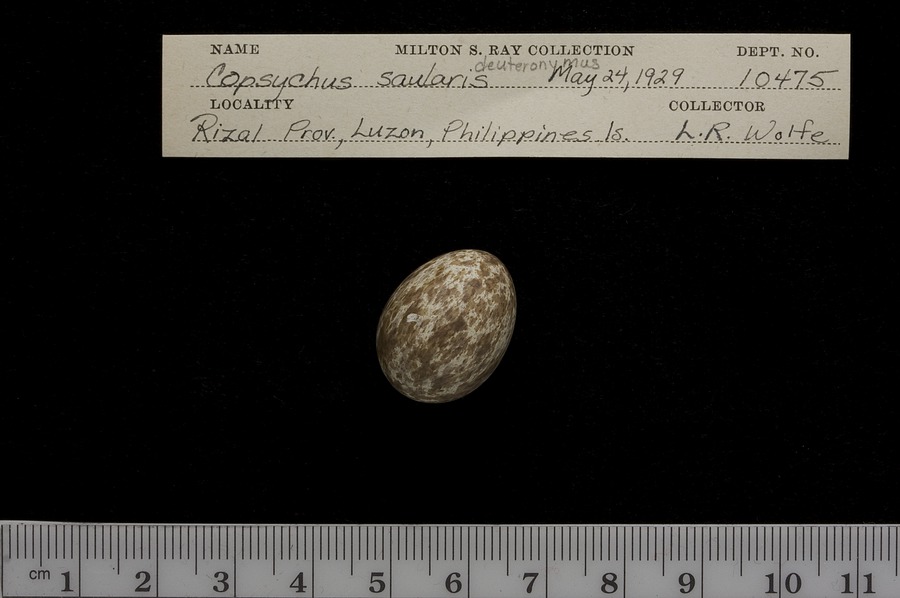 NAME MILTON S. RAY COLLECTION DEPT. NO.
deuteronymus
Copsychus saularis May 24, 1929 10475
LOCALITY COLLECTOR
Rizal Prov., Luzon, Philippines Is. L.R. Wolfe
cm 1 2 3 4 5 6 7 8 9 10 11